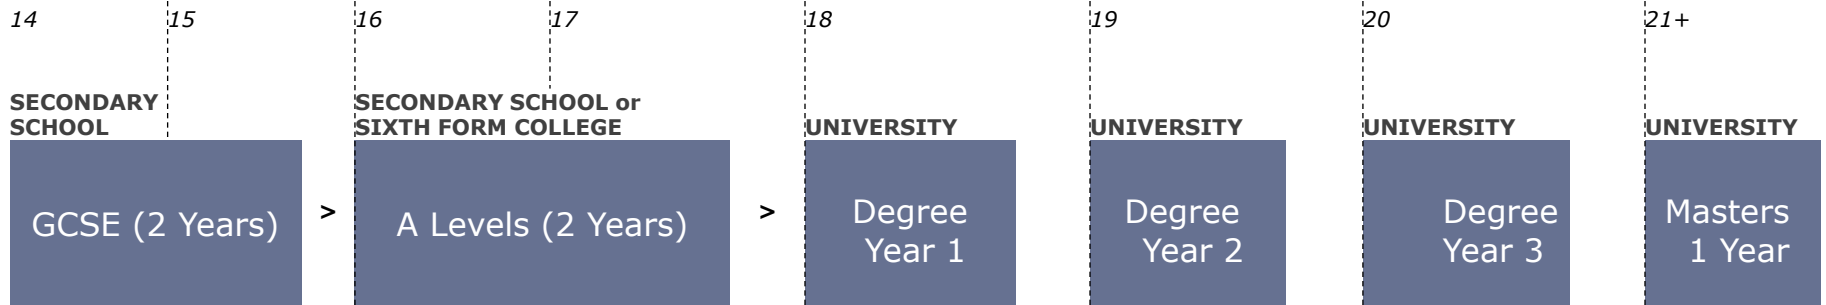 14
15
16
17
18
19
20
21+
SECONDARY
SCHOOL
SECONDARY SCHOOL or
SIXTH FORM COLLEGE
UNIVERSITY
UNIVERSITY
UNIVERSITY
UNIVERSITY
GCSE (2 Years)
>
A Levels (2 Years)
>
Degree
Year 1
Degree
Year 2
Degree
Year 3
Masters
1 Year